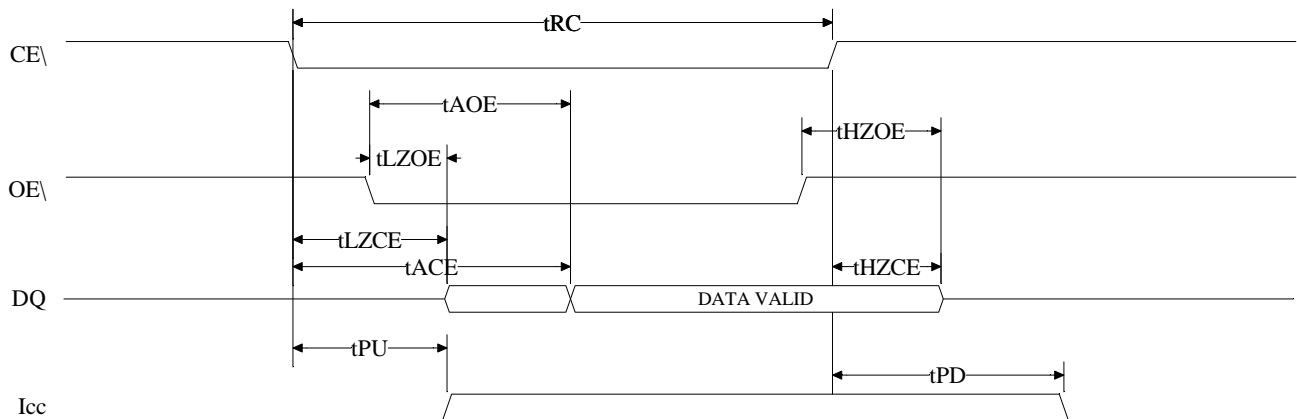 tRC
CE\
tAOE
tHZOE
tLZOE
OE\
tLZCE
tACE
tHZCE
DQ
DATA VALID
tPU
tPD
Icc